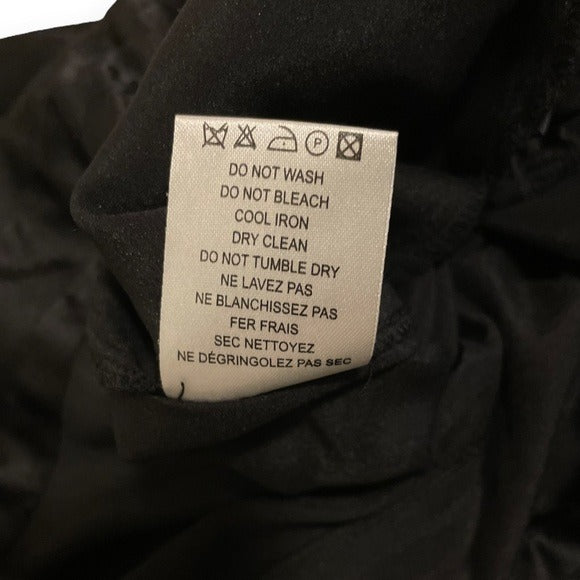 P
DO NOT WASH
DO NOT BLEACH
COOL IRON
DRY CLEAN
DO NOT TUMBLE DRY
NE LAVEZ PAS
NE BLANCHISSEZ PAS
FER FRAIS
SEC NETTOYEZ
NE DÉGRINGOLEZ PAS SEC